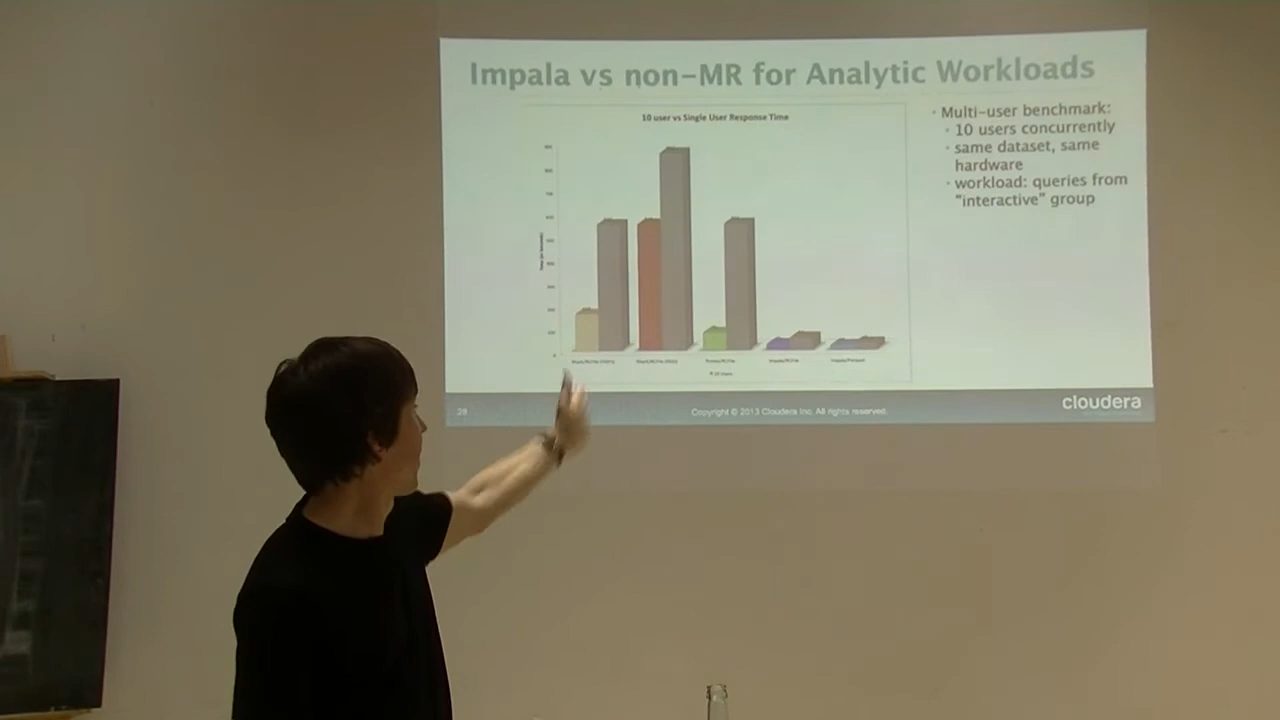 Impala vs non-MR for Analytic Workloads
10 user vs Single User Response Time
• Multi-user benchmark:
• 10 users concurrently
• same dataset, same
hardware
• workload: queries from
"interactive" group
28
Copyright © 2013 Cloudera Inc. All rights reserved.
cloudera